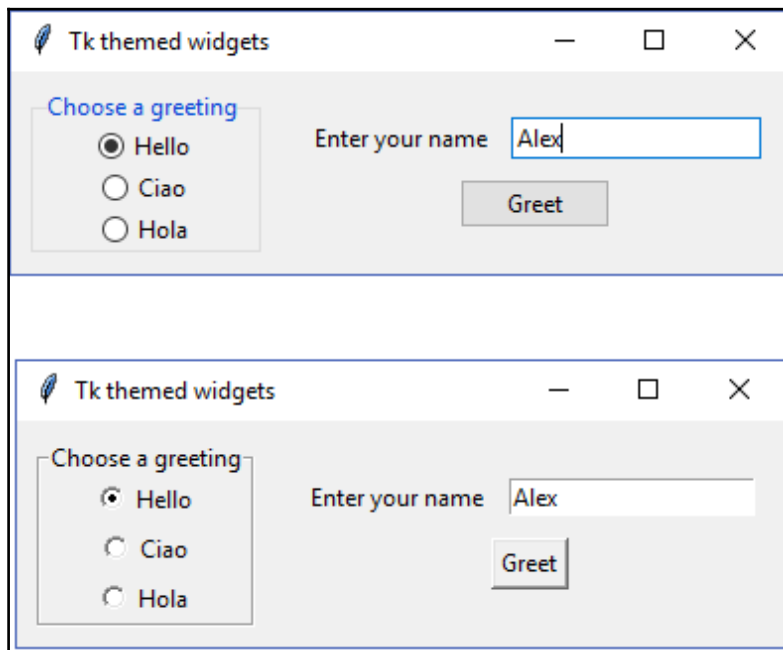 Tk themed widgets
Choose a greeting
Hello
Ciao
Hola
Enter your name Alex
Greet
Tk themed widgets
Choose a greeting
Hello
Ciao
Hola
Enter your name Alex
Greet